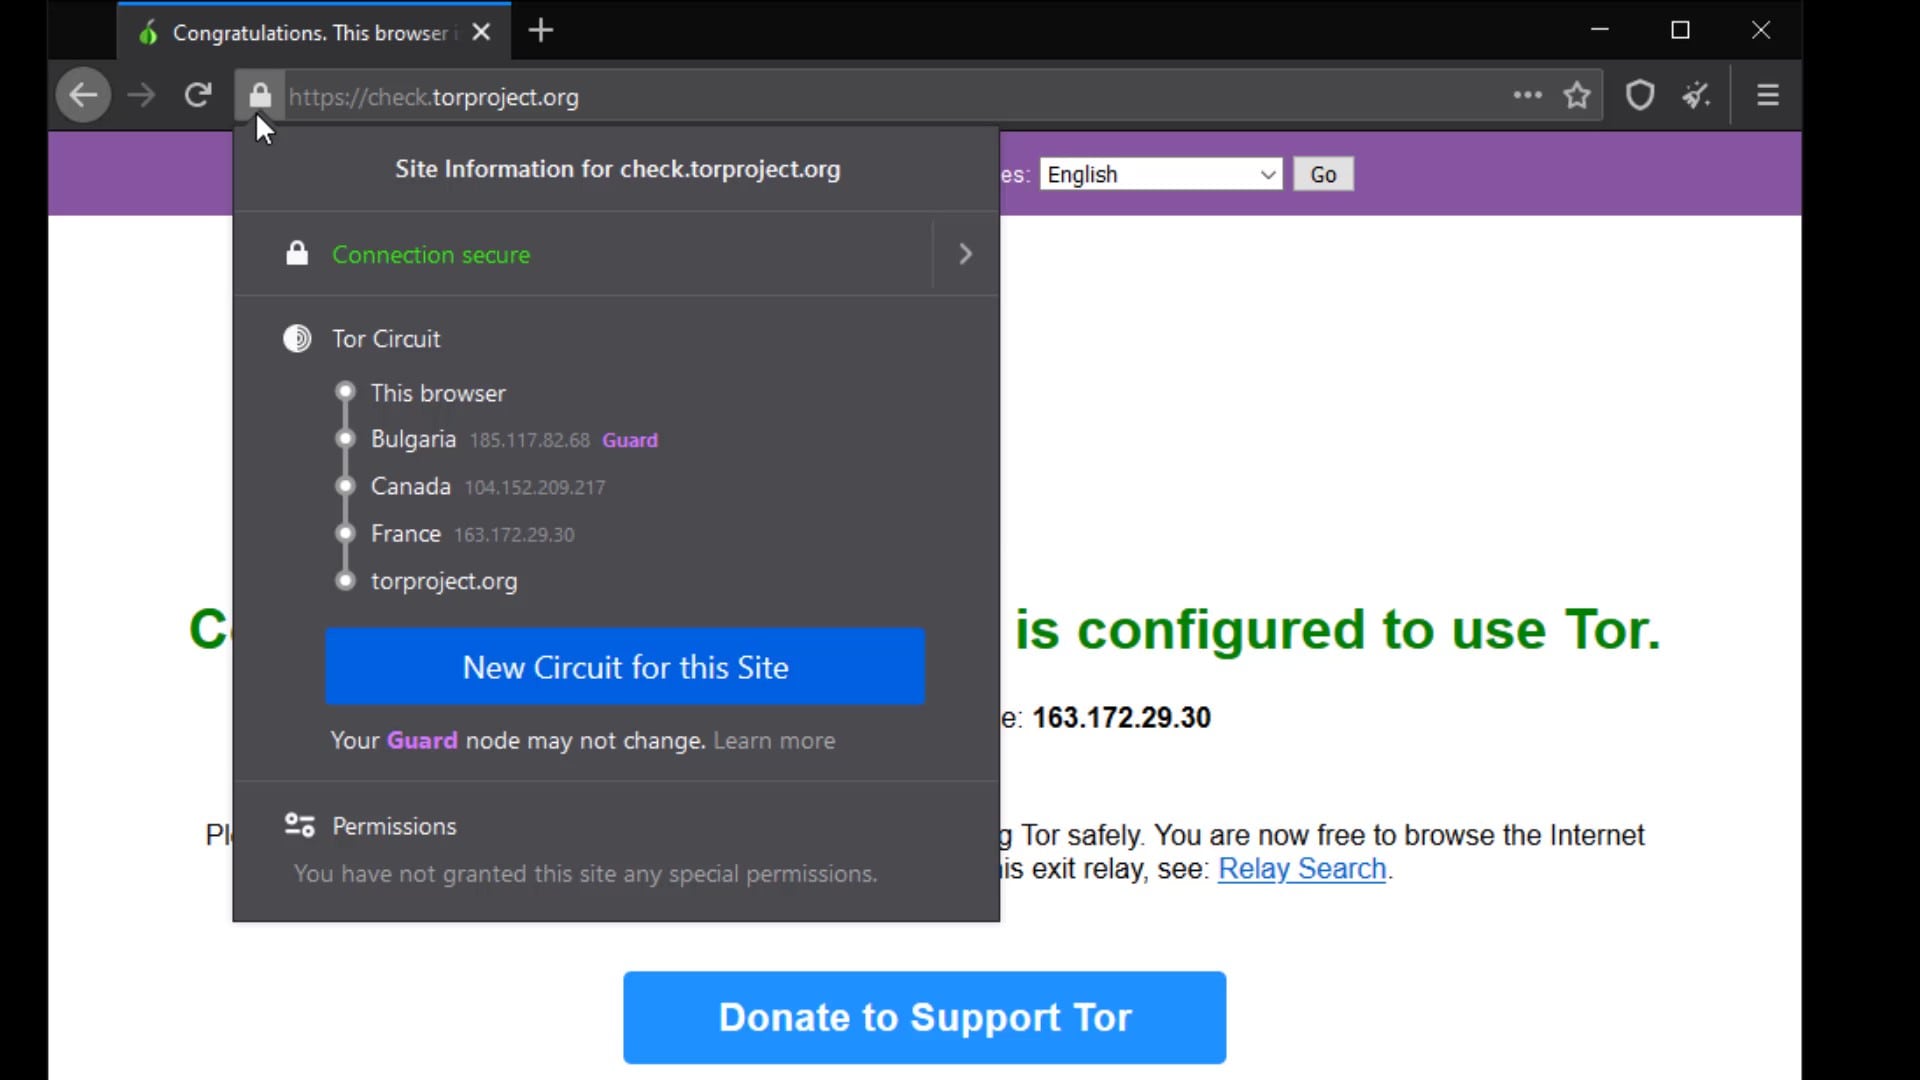 Congratulations. This browser
https://check.torproject.org
Site Information for check.torproject.org
es: English Go
Connection secure
Tor Circuit
This browser
Bulgaria 185.117.82.68 Guard
Canada 104.152.209.217
France 163.172.29.30
torproject.org
C is configured to use Tor.
New Circuit for this Site
e: 163.172.29.30
Your Guard node may not change. Learn more
Permissions
Pl g Tor safely. You are now free to browse the Internet
is exit relay, see: Relay Search.
You have not granted this site any special permissions.
Donate to Support Tor